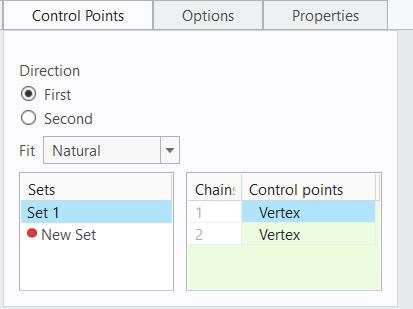 Control Points Options Properties
Direction
First
Second
Fit Natural
Sets Chains Control points
Set 1 1 Vertex
New Set 2 Vertex